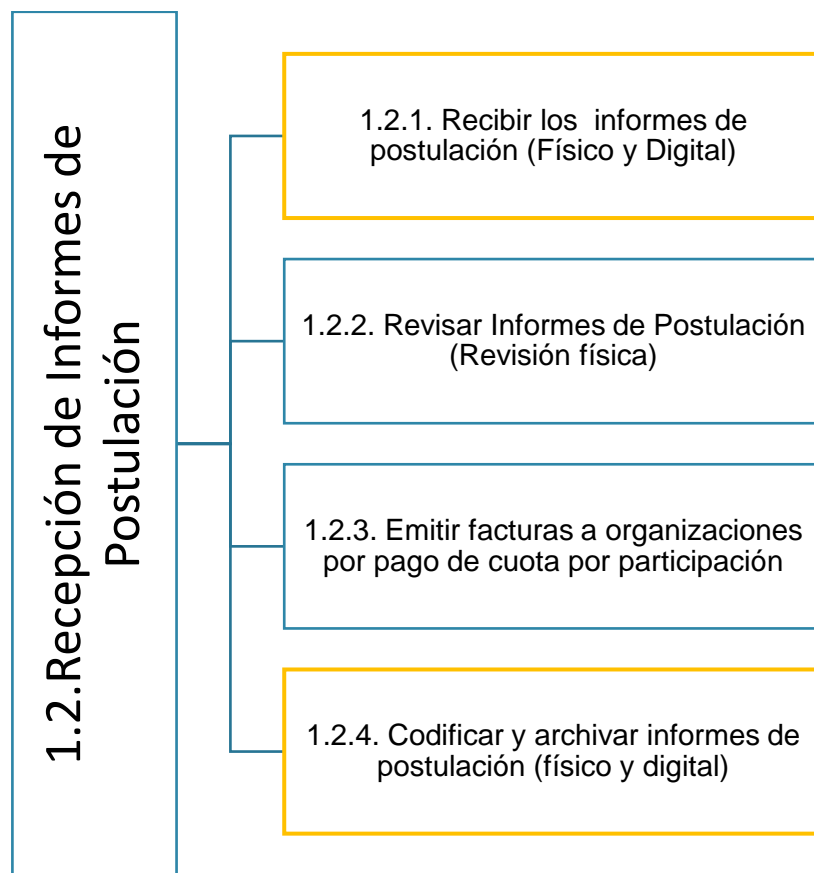 1.2.Recepción de Informes de
Postulación
1.2.1. Recibir los informes de
postulación (Físico y Digital)
1.2.2. Revisar Informes de Postulación
(Revisión física)
1.2.3. Emitir facturas a organizaciones
por pago de cuota por participación
1.2.4. Codificar y archivar informes de
postulación (físico y digital)